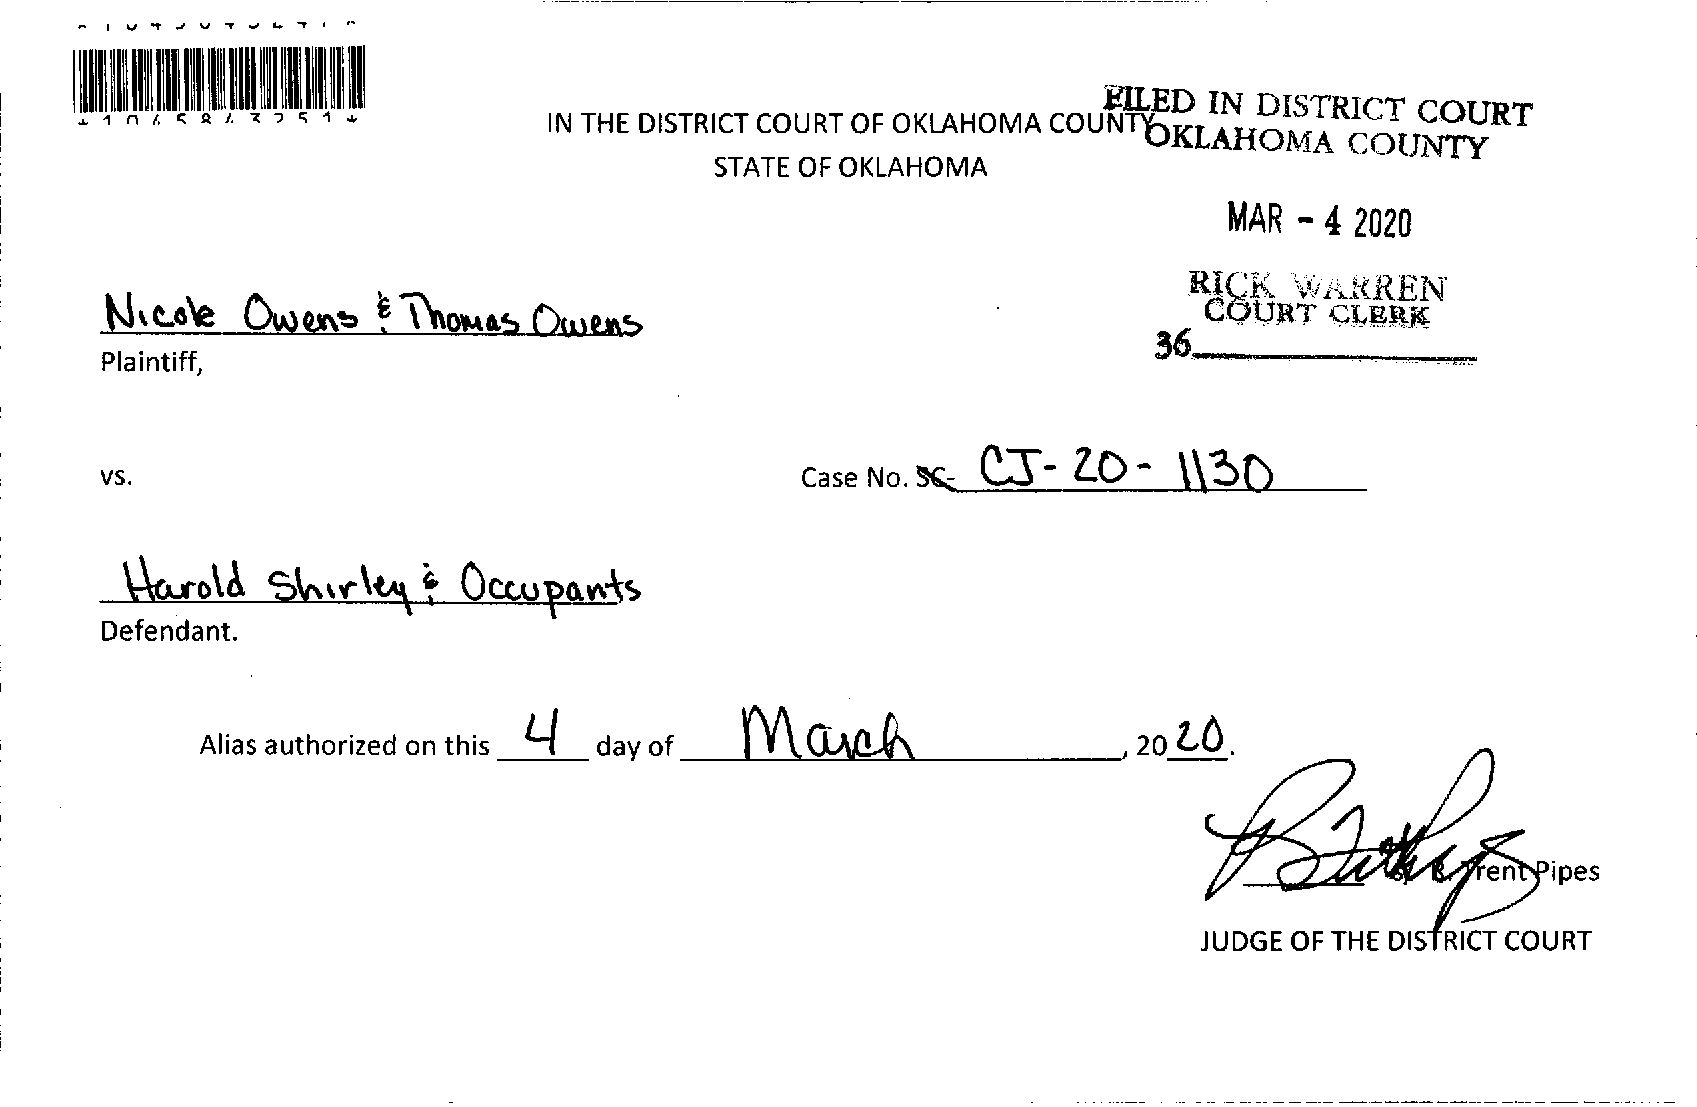 *1045843251*
IN THE DISTRICT COURT OF OKLAHOMA COUNTY
STATE OF OKLAHOMA
FILED IN DISTRICT COURT
OKLAHOMA COUNTY
MAR - 4 2020
RICK WARREN
COURT CLERK
36
Nicole Owens & Thomas Owens
Plaintiff,
vs.
Case No. SC- CJ-20-1130
Harold Shirley & Occupants
Defendant.
Alias authorized on this 4 day of March, 2020.
Trent Pipes
JUDGE OF THE DISTRICT COURT